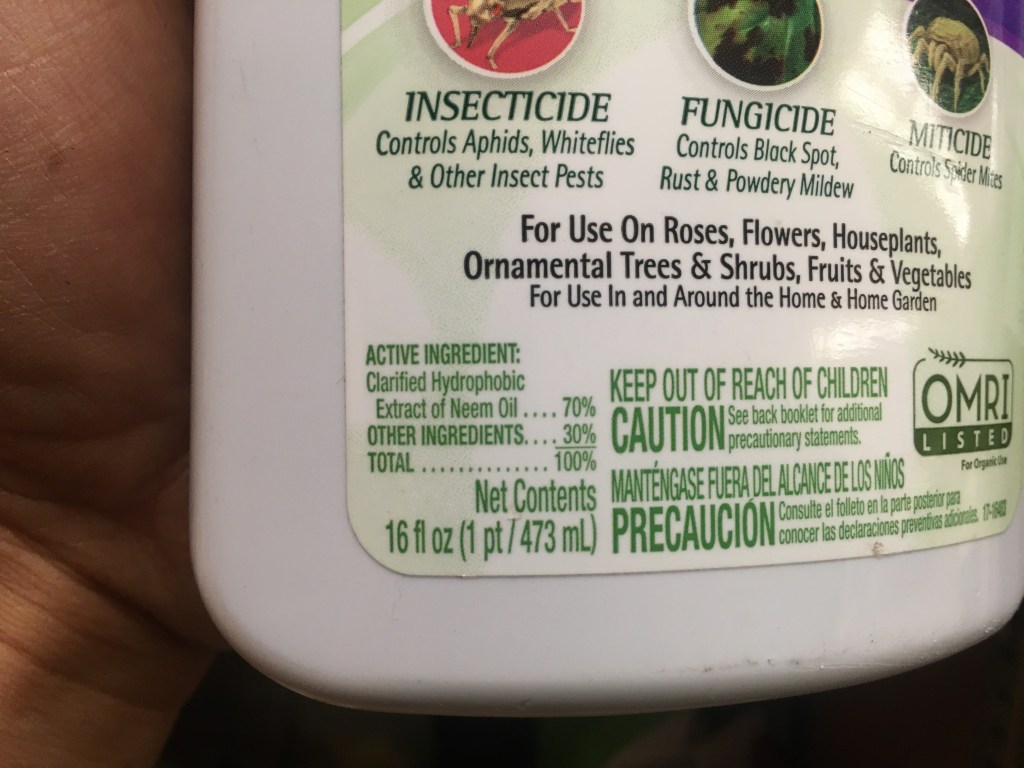 INSECTICIDE
Controls Aphids, Whiteflies
& Other Insect Pests
FUNGICIDE
Controls Black Spot,
Rust & Powdery Mildew
MITICIDE
Controls Spider Mites
For Use On Roses, Flowers, Houseplants,
Ornamental Trees & Shrubs, Fruits & Vegetables
For Use In and Around the Home & Home Garden
ACTIVE INGREDIENT:
Clarified Hydrophobic
Extract of Neem Oil .... 70%
OTHER INGREDIENTS.... 30%
TOTAL .............. 100%
Net Contents
16 fl oz (1 pt / 473 mL)
KEEP OUT OF REACH OF CHILDREN
CAUTION See back booklet for additional
precautionary statements.
MANTÉNGASE FUERA DEL ALCANCE DE LOS NIÑOS
PRECAUCIÓN Consulte el folleto en la parte posterior para
conocer las declaraciones preventivas adicionales.
OMRI
LISTED
For Organic Use